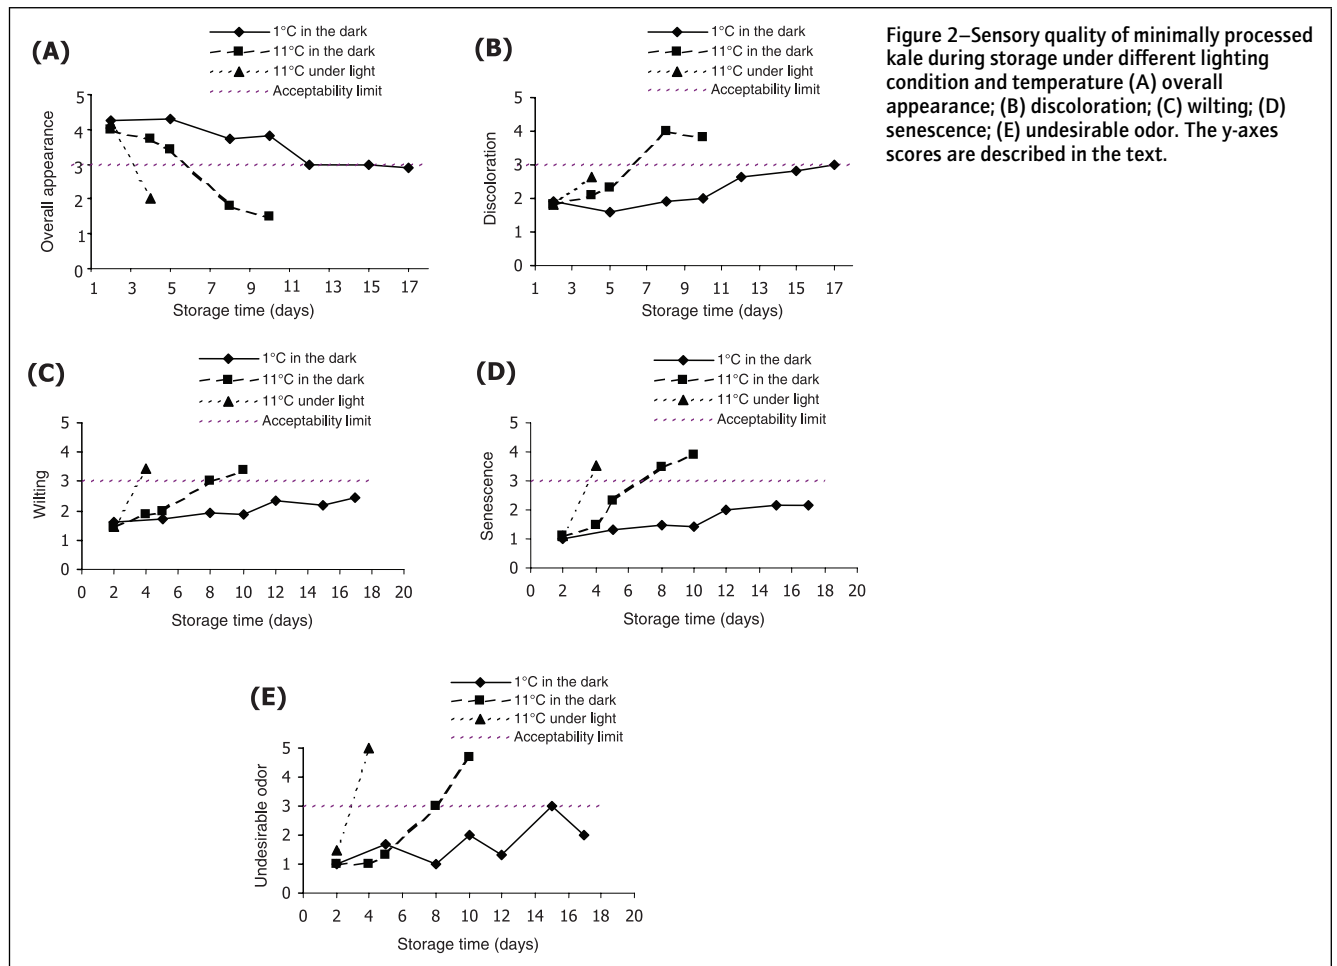 (A)
1°C in the dark
11°C in the dark
11°C under light
Acceptability limit
5
4
3
2
1
0
Overall appearance
1 3 5 7 9 11 13 15 17
Storage time (days)
(B)
1°C in the dark
11°C in the dark
11°C under light
Acceptability limit
5
4
3
2
1
0
Discoloration
1 3 5 7 9 11 13 15 17
Storage time (days)
Figure 2–Sensory quality of minimally processed
kale during storage under different lighting
condition and temperature (A) overall
appearance; (B) discoloration; (C) wilting; (D)
senescence; (E) undesirable odor. The y-axes
scores are described in the text.
(C)
1°C in the dark
11°C in the dark
11°C under light
Acceptability limit
5
4
3
2
1
0
Wilting
0 2 4 6 8 10 12 14 16 18 20
Storage time (days)
(D)
1°C in the dark
11°C in the dark
11°C under light
Acceptability limit
5
4
3
2
1
0
Senescence
0 2 4 6 8 10 12 14 16 18 20
Storage time (days)
(E)
1°C in the dark
11°C in the dark
11°C under light
Acceptability limit
5
4
3
2
1
0
Undesirable odor
0 2 4 6 8 10 12 14 16 18 20
Storage time (days)